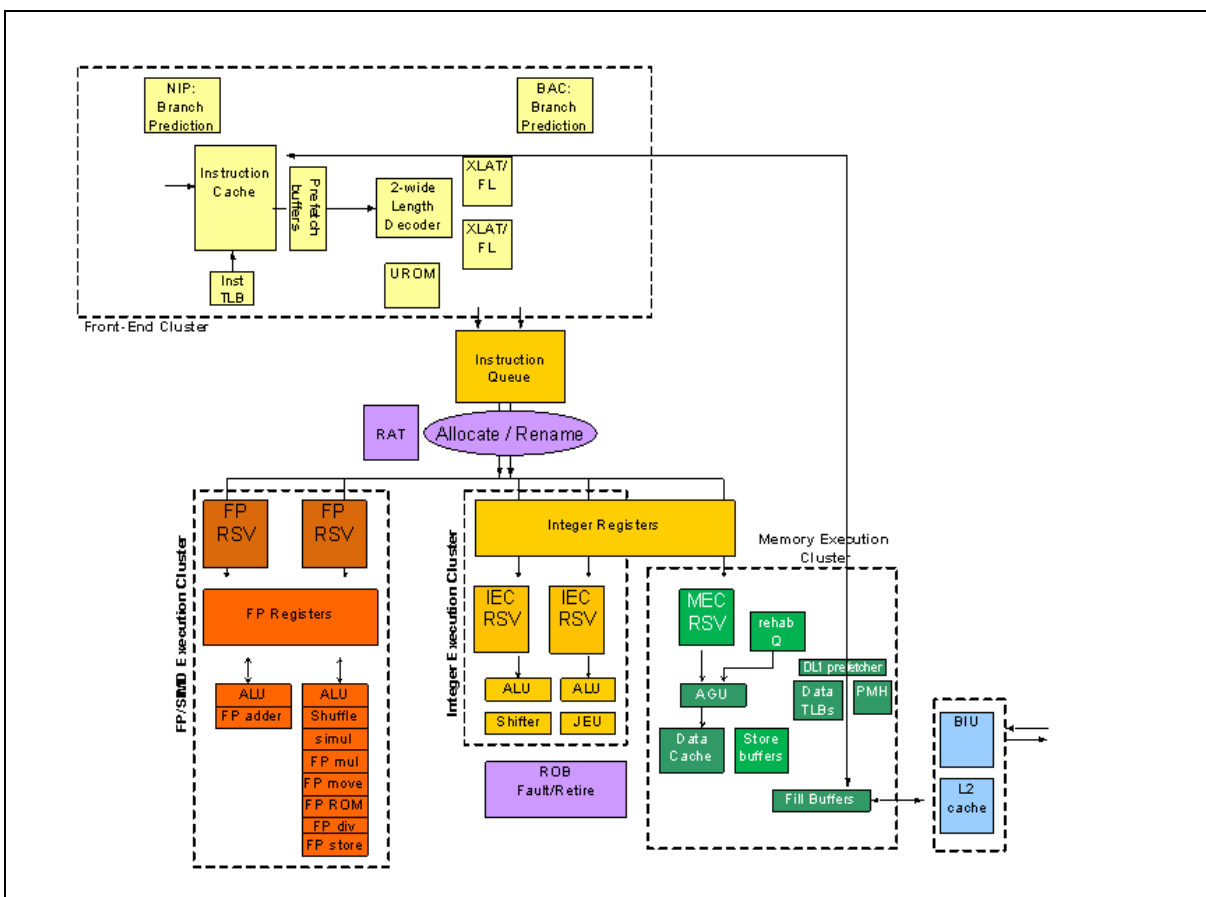 NIP:
Branch
Prediction
BAC:
Branch
Prediction
Instruction
Cache
Prefetch
buffers
2-wide
Length
Decoder
XLAT/
FL
XLAT/
FL
UROM
Inst
TLB
Front-End Cluster
Instruction
Queue
RAT
Allocate / Rename
FP/SIMD Execution Cluster
FP
RSV
FP
RSV
FP Registers
ALU
FP adder
ALU
Shuffle
simul
FP mul
FP move
FP ROM
FP div
FP store
Integer Execution Cluster
Integer Registers
IEC
RSV
IEC
RSV
ALU
Shifter
ALU
JEU
ROB
Fault/Retire
Memory Execution
Cluster
MEC
RSV
rehab
Q
DL1 prefetcher
AGU
Data
TLBs
PMH
Data
Cache
Store
buffers
Fill Buffers
BIU
L2
cache